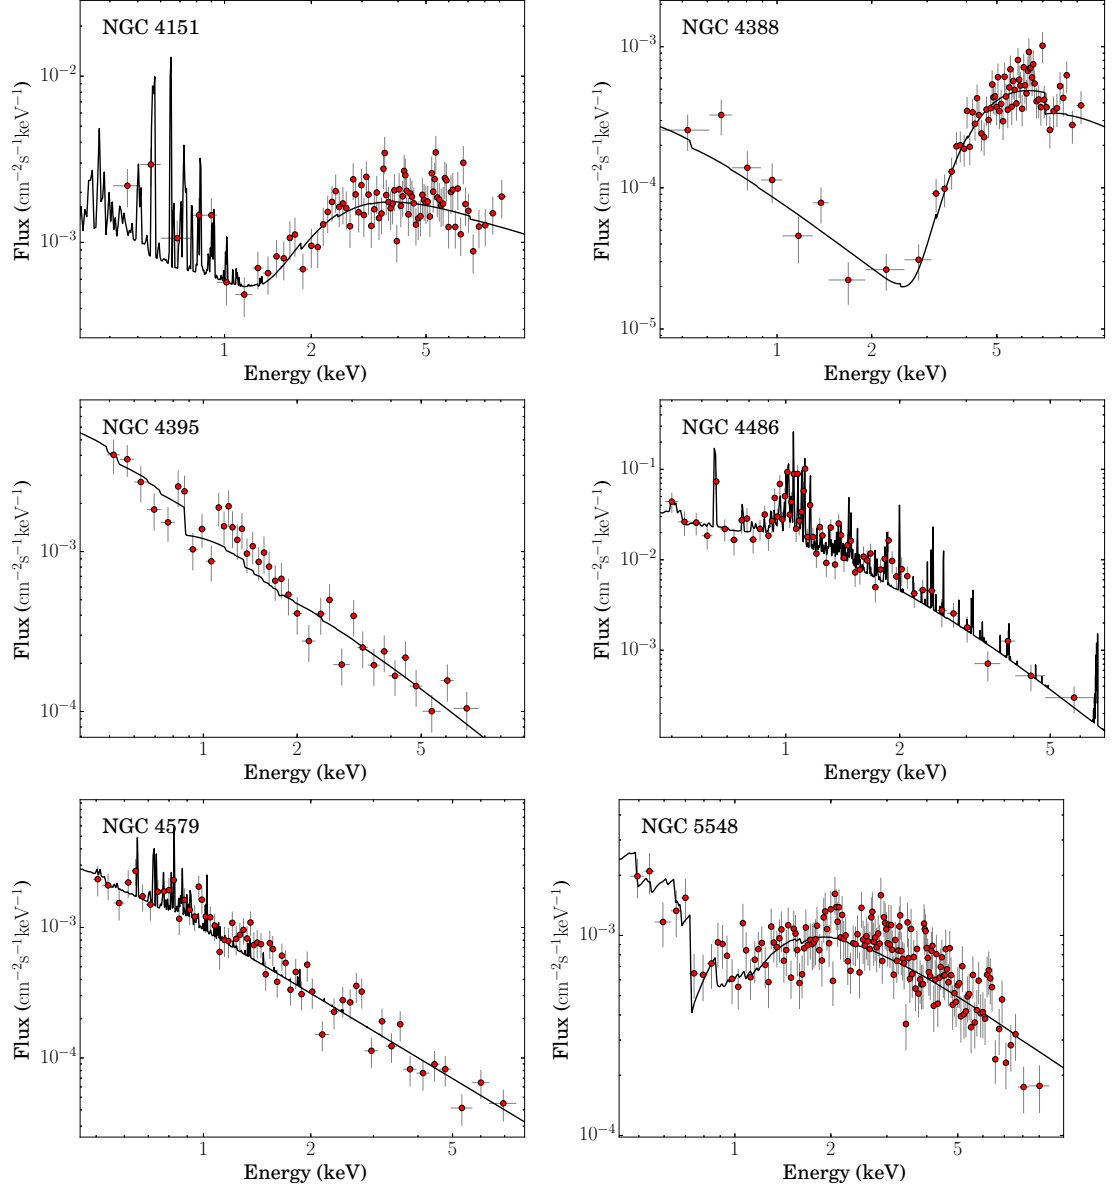 NGC 4151
10⁻²
10⁻³
Flux (cm⁻²s⁻¹keV⁻¹)
1 2 5
Energy (keV)
NGC 4388
10⁻³
10⁻⁴
10⁻⁵
Flux (cm⁻²s⁻¹keV⁻¹)
1 2 5
Energy (keV)
NGC 4395
10⁻³
10⁻⁴
Flux (cm⁻²s⁻¹keV⁻¹)
1 2 5
Energy (keV)
NGC 4486
10⁻¹
10⁻²
10⁻³
Flux (cm⁻²s⁻¹keV⁻¹)
1 2 5
Energy (keV)
NGC 4579
10⁻³
10⁻⁴
Flux (cm⁻²s⁻¹keV⁻¹)
1 2 5
Energy (keV)
NGC 5548
10⁻³
10⁻⁴
Flux (cm⁻²s⁻¹keV⁻¹)
1 2 5
Energy (keV)